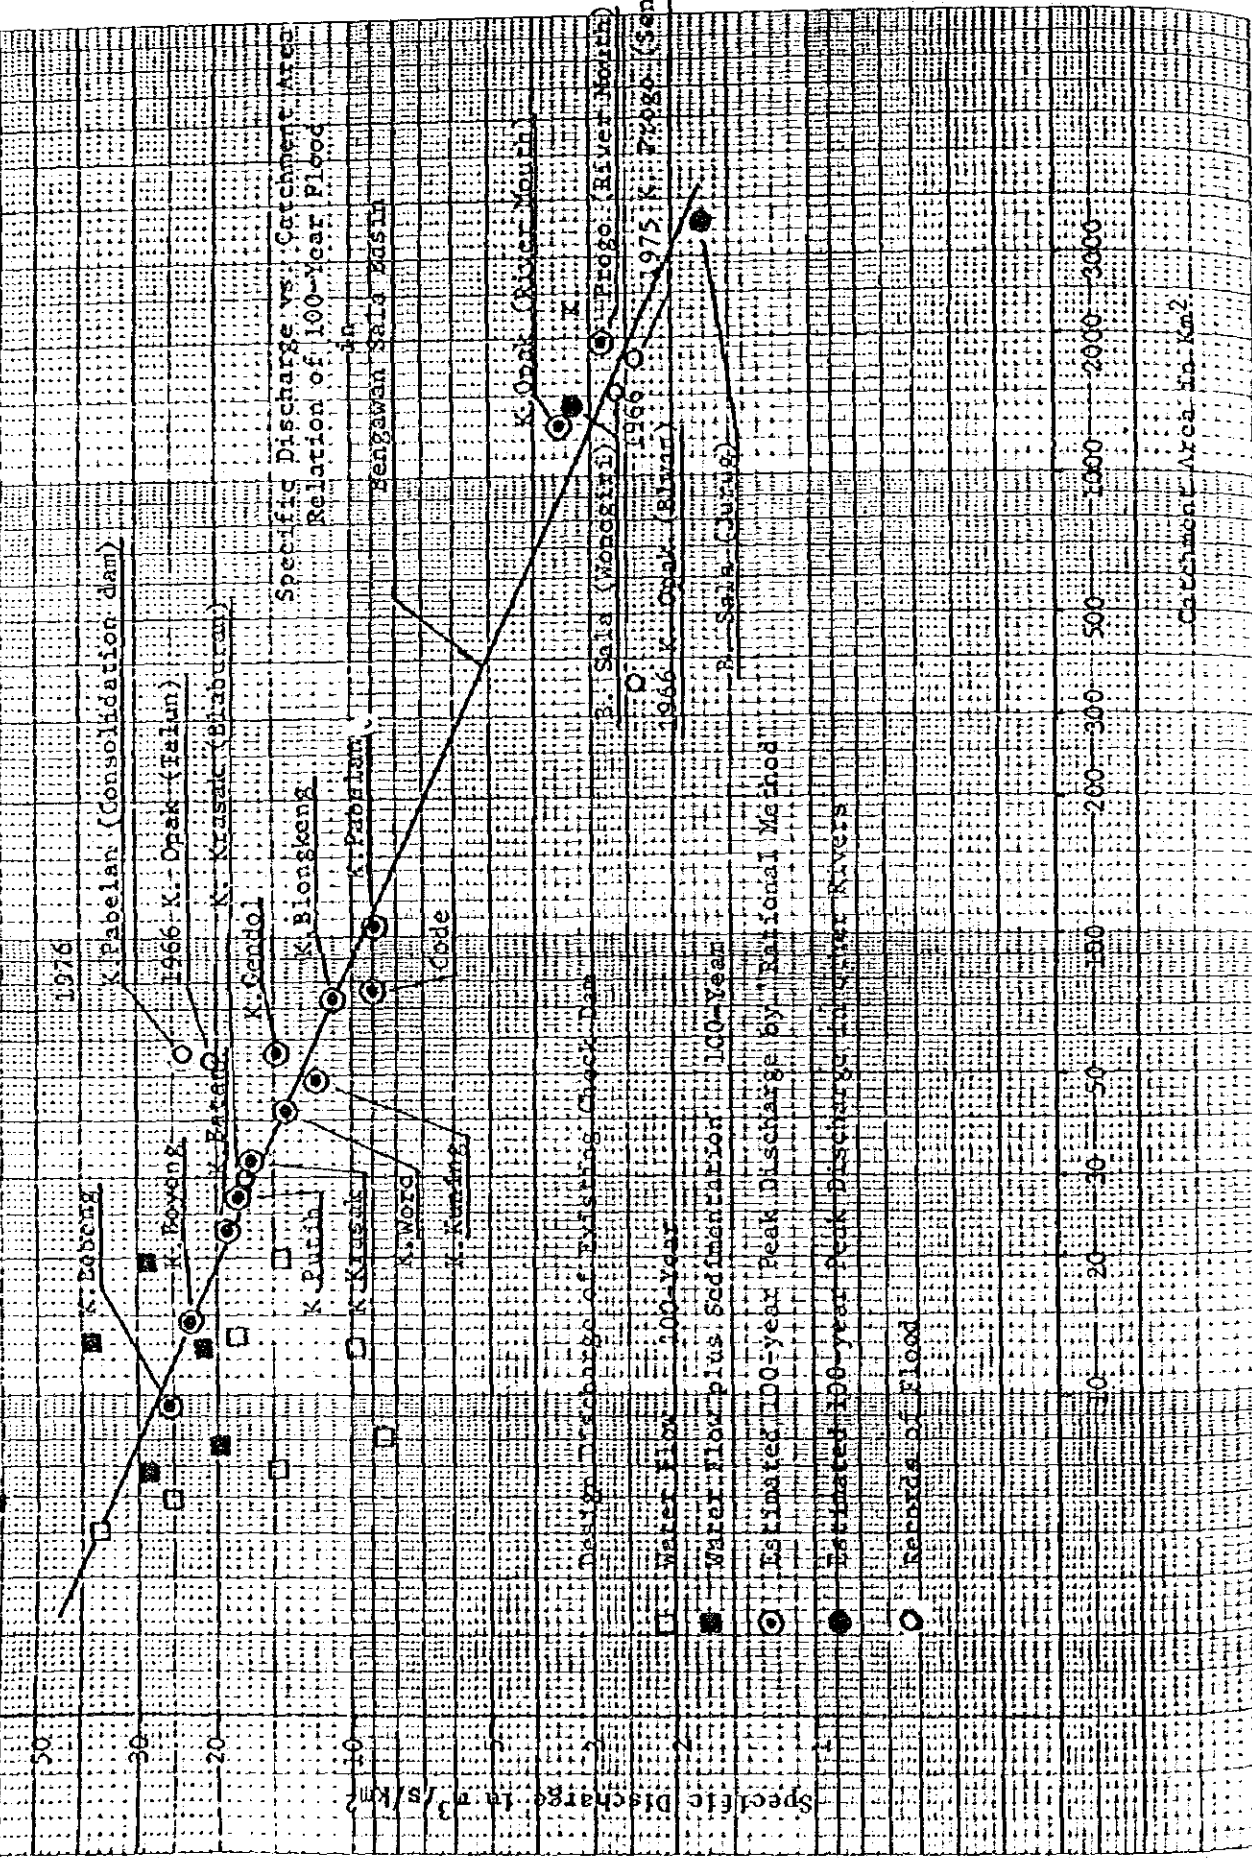 Specific Discharge vs. Catchment Area
Relation of 100-Year Flood
in
Bengawan Sala Basin
1976
K.Pabelan (Consolidation dam)
1966 K. Opak (Talun)
K. Krasak (Blaburan)
K.Bebeng
K.Boyong
K.Bateng
K.Gendol
K.Blongkeng
K.Pabelan
Code
K.Putih
K.Krasak
K.Word
K.Kuning
K.Opak (River Mouth)
K Progo (River Mouth)
1975 K. Progo (Sen
B. Sala (Wonogiri)
1966
1966 K. Opak
B. Sala (Jurug)
Design Discharge of Existing Check Dam
Water Flow 100-Year
Water Flow plus Sedimentation 100-Year
Estimated 100-year Peak Discharge by "Rational Method"
Estimated 100-year Peak Discharge in Other Rivers
Records of Flood
50
30
20
10
5
3
2
1
Specific Discharge in m³/s/km²
10 20 30 50 100 200 300 500 1000 2000 3000
Catchment Area in Km²